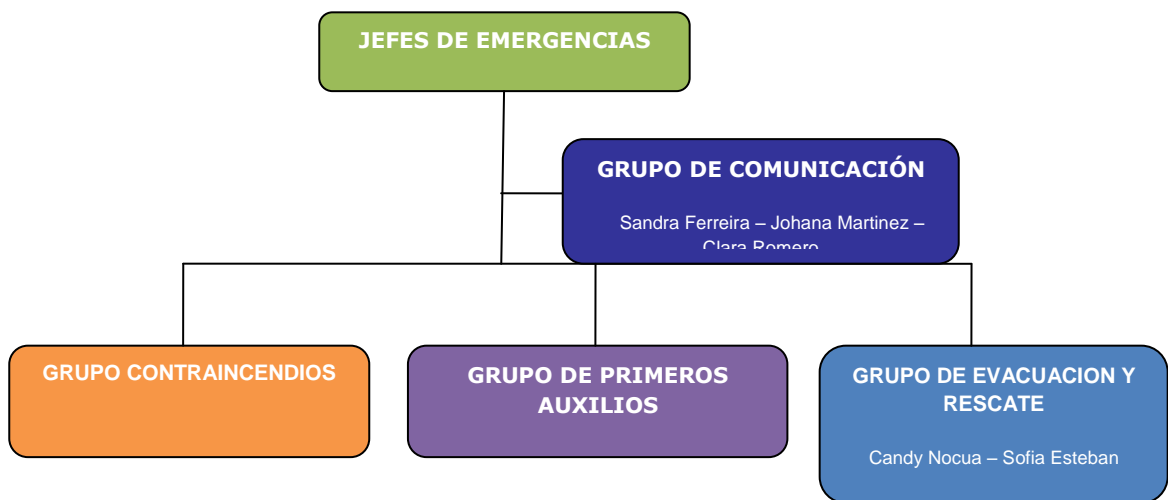 JEFES DE EMERGENCIAS
GRUPO DE COMUNICACIÓN
Sandra Ferreira – Johana Martinez –
Clara Romero
GRUPO CONTRAINCENDIOS
GRUPO DE PRIMEROS
AUXILIOS
GRUPO DE EVACUACION Y
RESCATE
Candy Nocua – Sofia Esteban